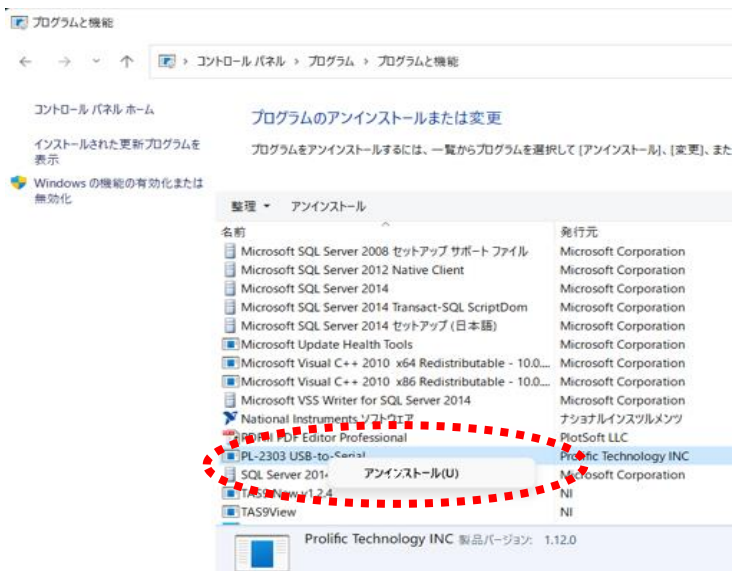 プログラムと機能
コントロール パネル › プログラム › プログラムと機能
コントロール パネル ホーム
インストールされた更新プログラムを
表示
Windows の機能の有効化または
無効化
プログラムのアンインストールまたは変更
プログラムをアンインストールするには、一覧からプログラムを選択して [アンインストール]、[変更]、また
整理 アンインストール
名前 発行元
Microsoft SQL Server 2008 セットアップ サポート ファイル Microsoft Corporation
Microsoft SQL Server 2012 Native Client Microsoft Corporation
Microsoft SQL Server 2014 Microsoft Corporation
Microsoft SQL Server 2014 Transact-SQL ScriptDom Microsoft Corporation
Microsoft SQL Server 2014 セットアップ (日本語) Microsoft Corporation
Microsoft Update Health Tools Microsoft Corporation
Microsoft Visual C++ 2010 x64 Redistributable - 10.0.... Microsoft Corporation
Microsoft Visual C++ 2010 x86 Redistributable - 10.0.... Microsoft Corporation
Microsoft VSS Writer for SQL Server 2014 Microsoft Corporation
National Instruments ソフトウェア ナショナルインスツルメンツ
PDF Editor Professional PlotSoft LLC
PL-2303 USB-to-Serial Prolific Technology INC
SQL Server 2014 Microsoft Corporation
アンインストール(U)
v1.2.4 NI
TAS9View NI
Prolific Technology INC 製品バージョン: 1.12.0